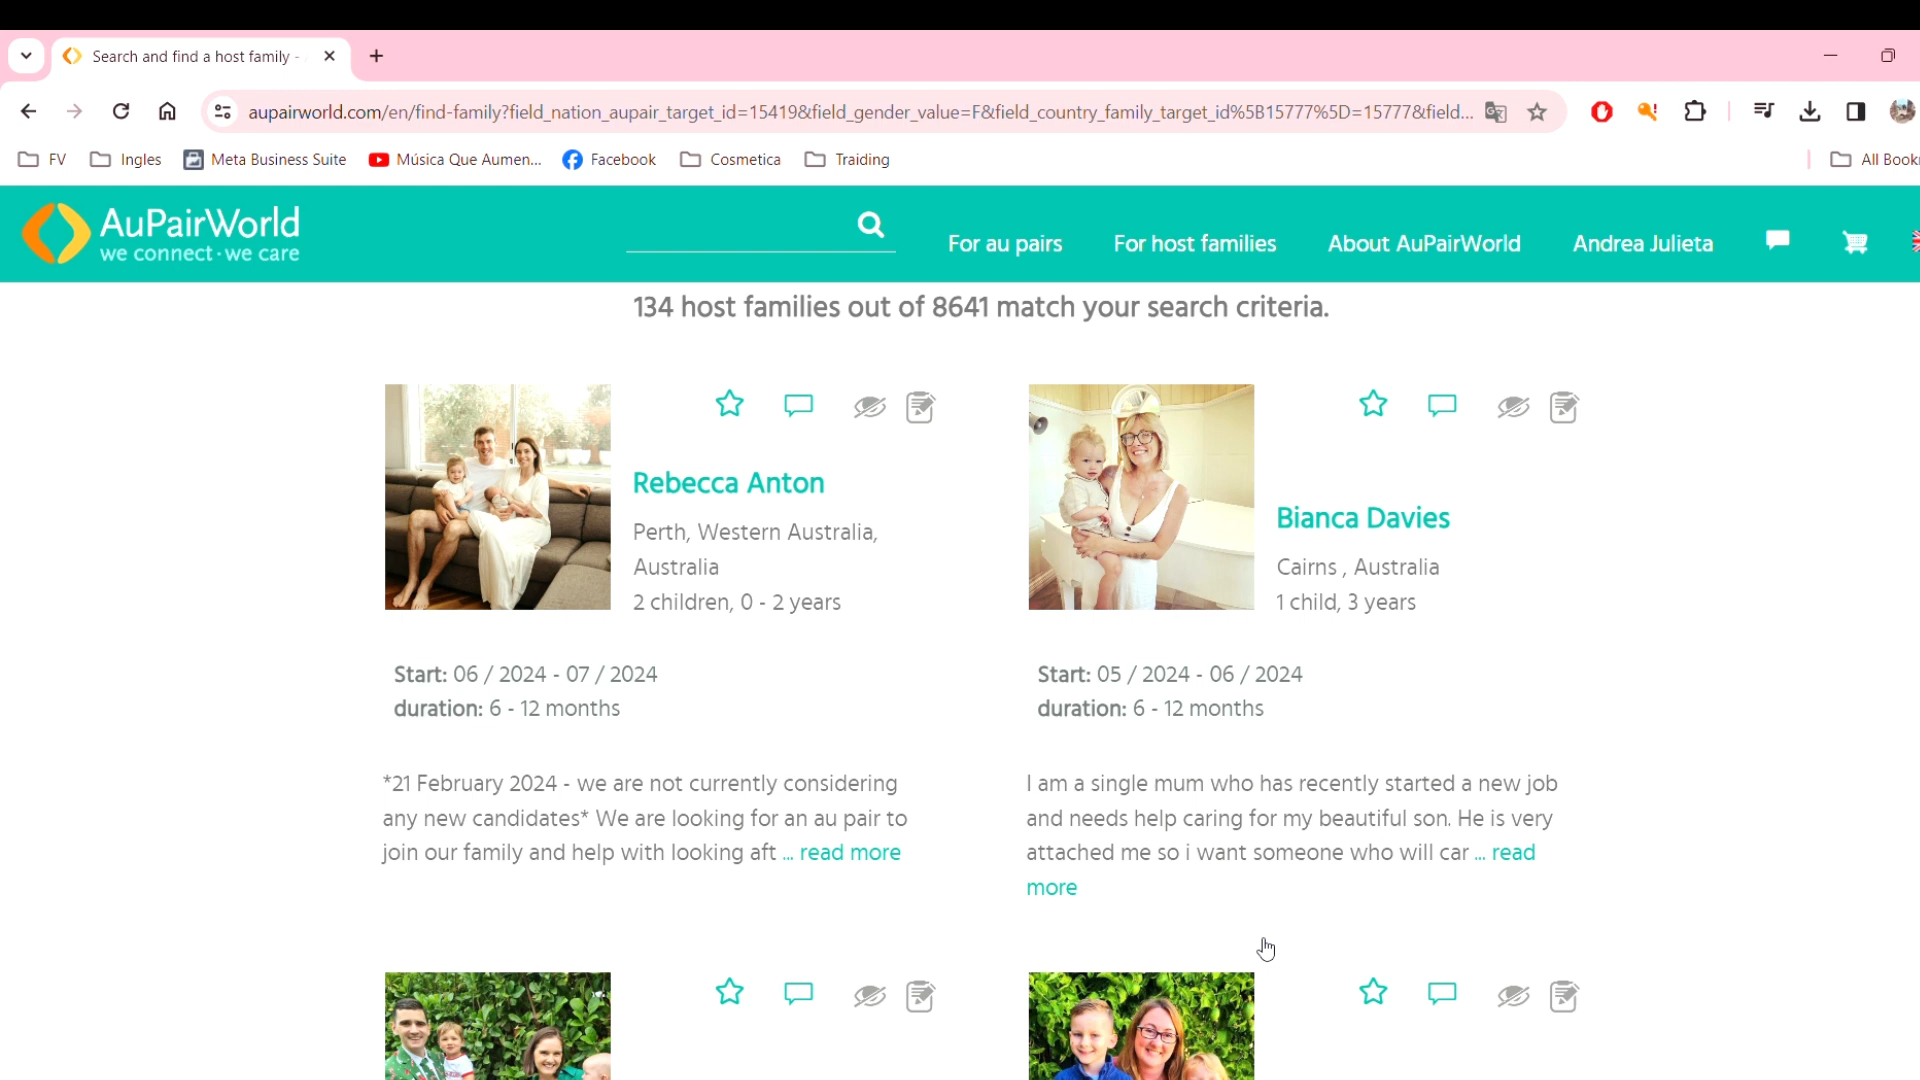 Search and find a host family -
aupairworld.com/en/find-family?field_nation_aupair_target_id=15419&field_gender_value=F&field_country_family_target_id%5B15777%5D=15777&field...
FV Ingles Meta Business Suite Música Que Aumen... Facebook Cosmetica Traiding All Book
AuPairWorld
we connect·we care
For au pairs For host families About AuPairWorld Andrea Julieta
134 host families out of 8641 match your search criteria.
Rebecca Anton
Perth, Western Australia,
Australia
2 children, 0 - 2 years
Start: 06 / 2024 - 07 / 2024
duration: 6 - 12 months
*21 February 2024 - we are not currently considering
any new candidates* We are looking for an au pair to
join our family and help with looking aft ... read more
Bianca Davies
Cairns , Australia
1 child, 3 years
Start: 05 / 2024 - 06 / 2024
duration: 6 - 12 months
I am a single mum who has recently started a new job
and needs help caring for my beautiful son. He is very
attached me so i want someone who will car ... read
more